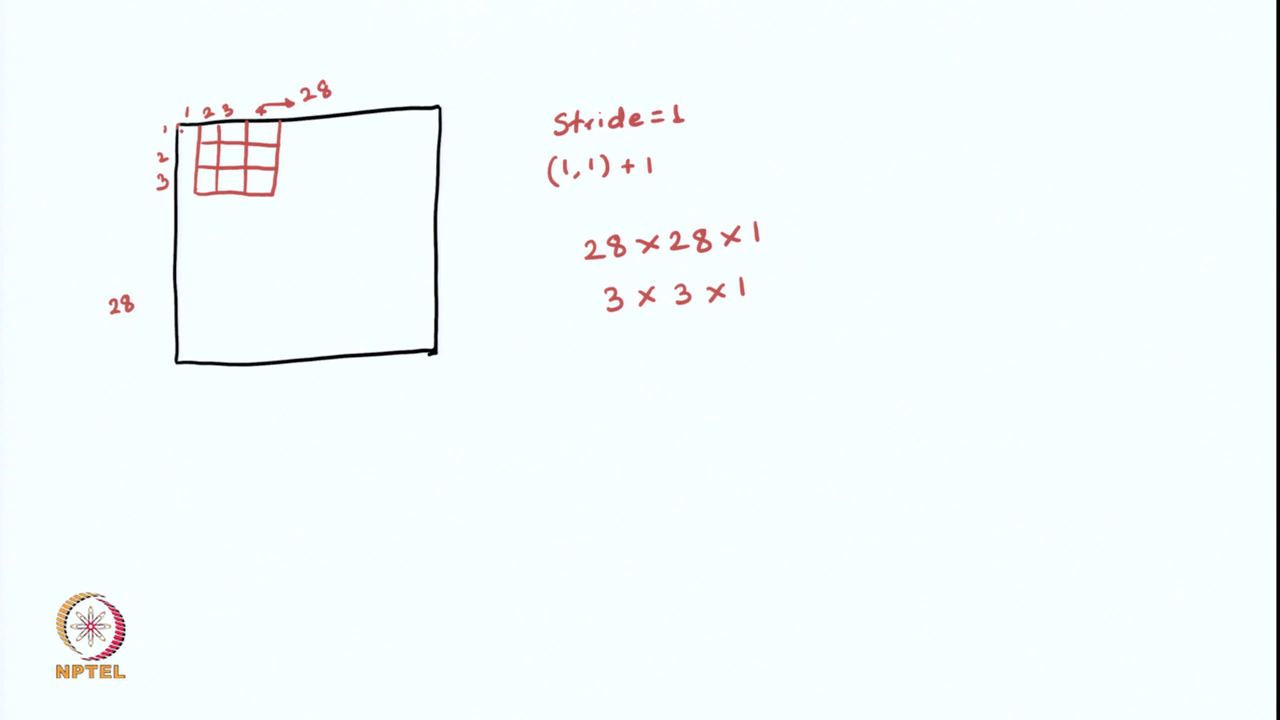 1 2 3 28
1
2
3
28
Stride = 1
(1,1) + 1
28 × 28 × 1
3 × 3 × 1
NPTEL